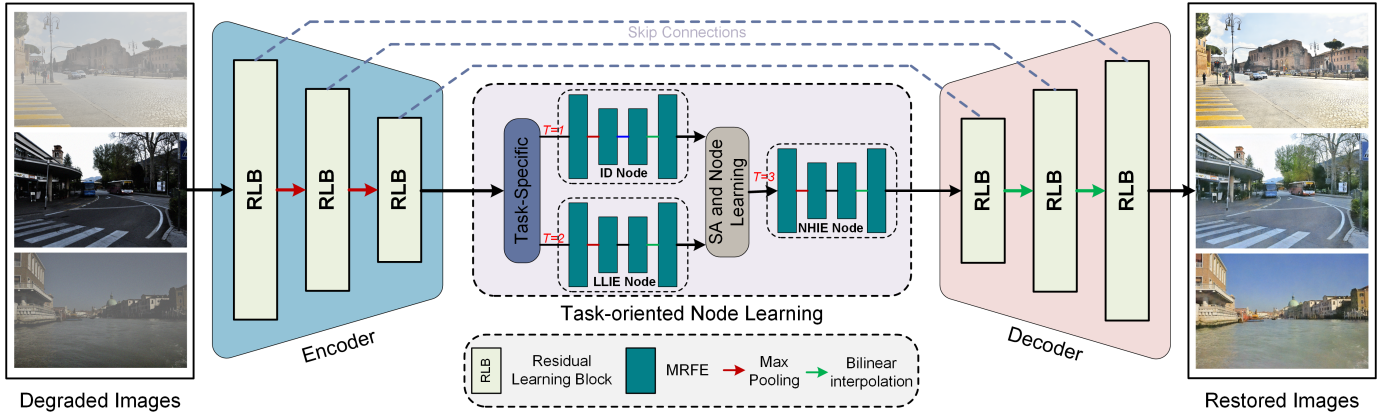 Skip Connections
RLB
RLB
RLB
Encoder
Task-Specific
T=1
T=2
ID Node
LLIE Node
SA and Node
Learning
T=3
NHIE Node
Task-oriented Node Learning
RLB
RLB
RLB
Decoder
RLB
Residual
Learning Block
MRFE
Max
Pooling
Bilinear
interpolation
Degraded Images
Restored Images